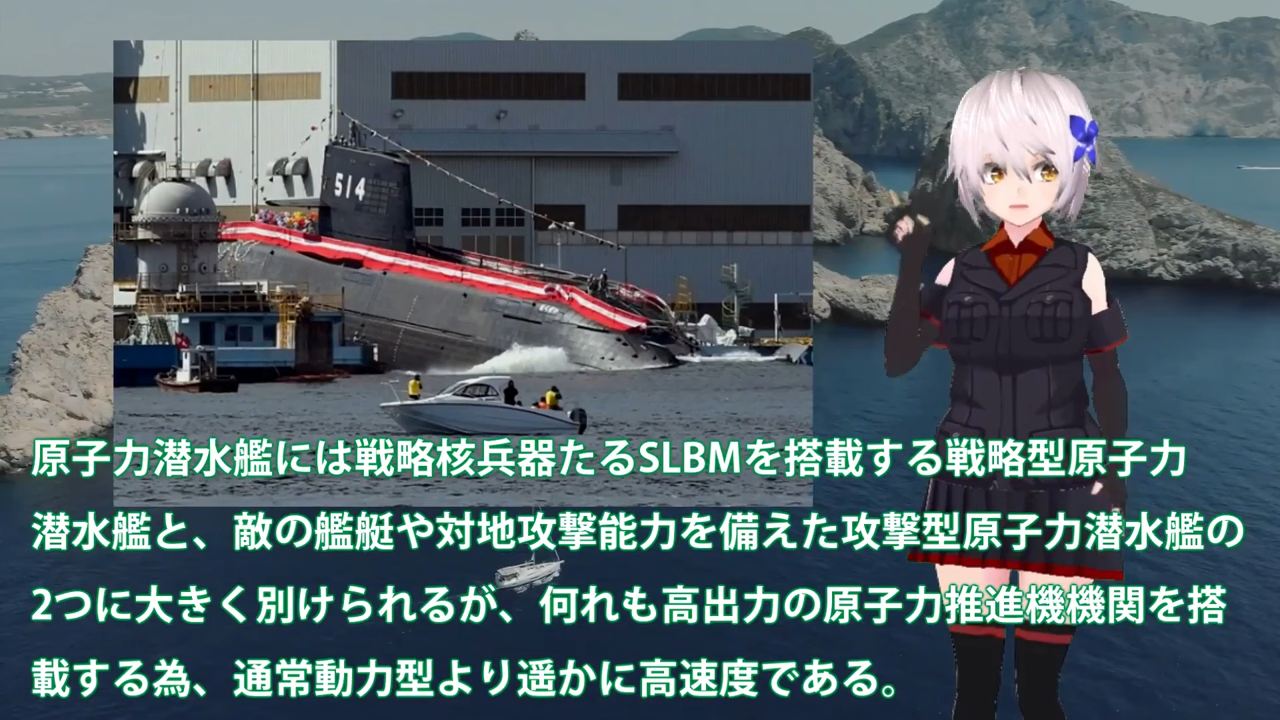 514
原子力潜水艦には戦略核兵器たるSLBMを搭載する戦略型原子力
潜水艦と、敵の艦艇や対地攻撃能力を備えた攻撃型原子力潜水艦の
2つに大きく別けられるが、何れも高出力の原子力推進機機関を搭
載する為、通常動力型より遥かに高速度である。